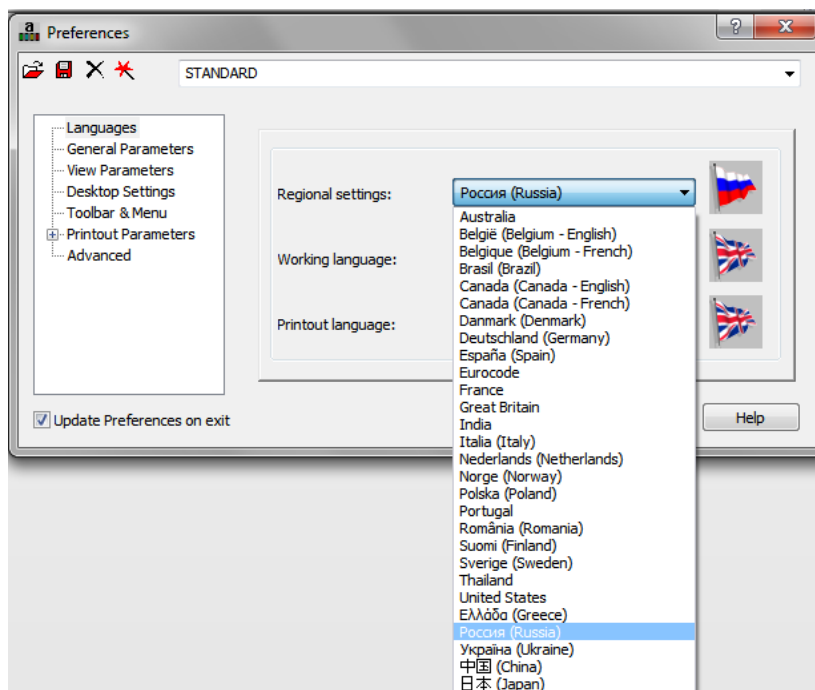 Preferences
STANDARD
Languages
General Parameters
View Parameters
Desktop Settings
Toolbar & Menu
Printout Parameters
Advanced
Update Preferences on exit
Regional settings:
Россия (Russia)
Working language:
Printout language:
Australia
België (Belgium - English)
Belgique (Belgium - French)
Brasil (Brazil)
Canada (Canada - English)
Canada (Canada - French)
Danmark (Denmark)
Deutschland (Germany)
España (Spain)
Eurocode
France
Great Britain
India
Italia (Italy)
Nederlands (Netherlands)
Norge (Norway)
Polska (Poland)
Portugal
România (Romania)
Suomi (Finland)
Sverige (Sweden)
Thailand
United States
Ελλάδα (Greece)
Россия (Russia)
Україна (Ukraine)
中国 (China)
日本 (Japan)
Help